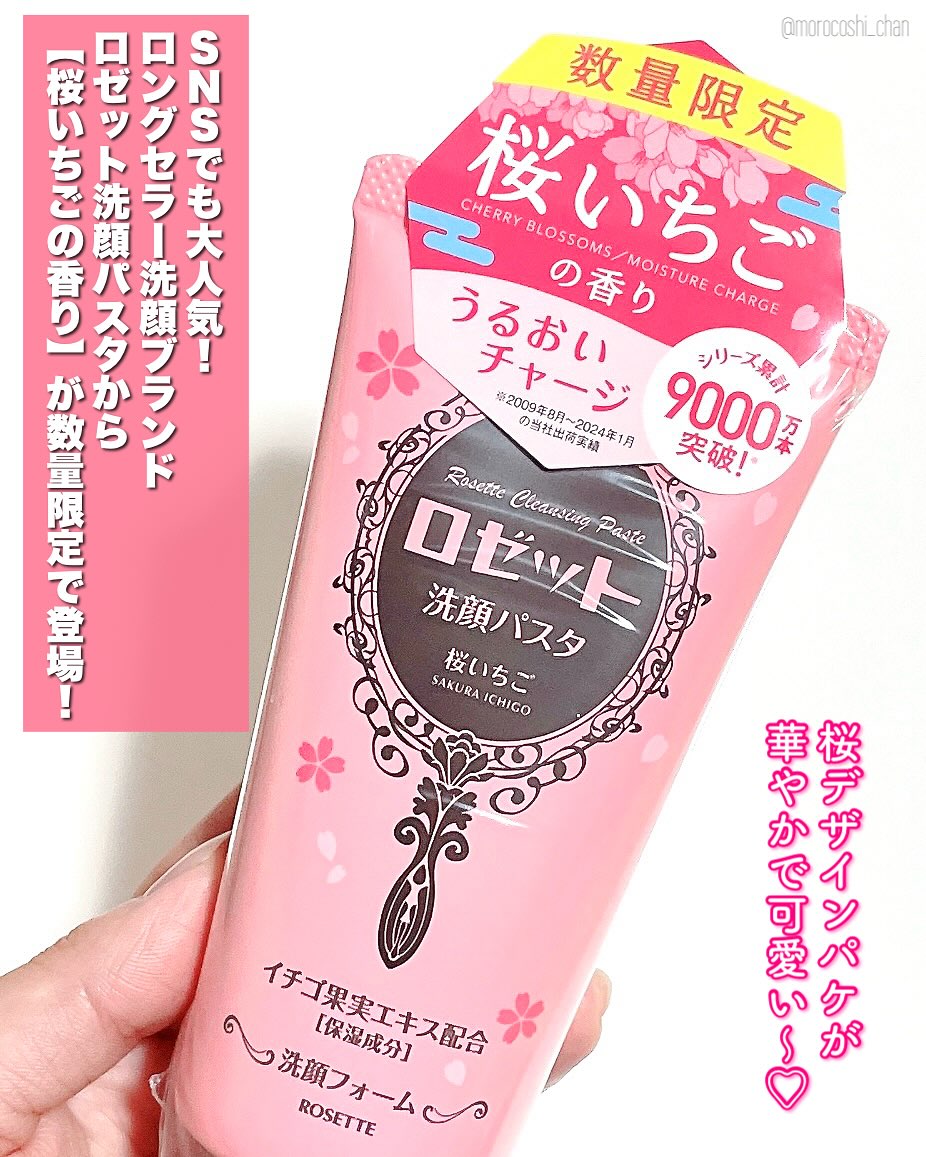 @morocoshi_chan
SNSでも大人気!
ロングセラー洗顔ブランド
ロゼット洗顔パスタから
【桜いちごの香り】が数量限定で登場!
数量限定
桜いちご
CHERRY BLOSSOMS/MOISTURE CHARGE
の香り
うるおい
チャージ
※2009年8月〜2024年1月
の当社出荷実績
シリーズ累計
9000万本
突破!*
Rosette Cleansing Paste
ロゼット
洗顔パスタ
桜いちご
SAKURA ICHIGO
イチゴ果実エキス配合
[保湿成分]
洗顔フォーム
ROSETTE
桜デザインパケが
華やかで可愛い〜♡